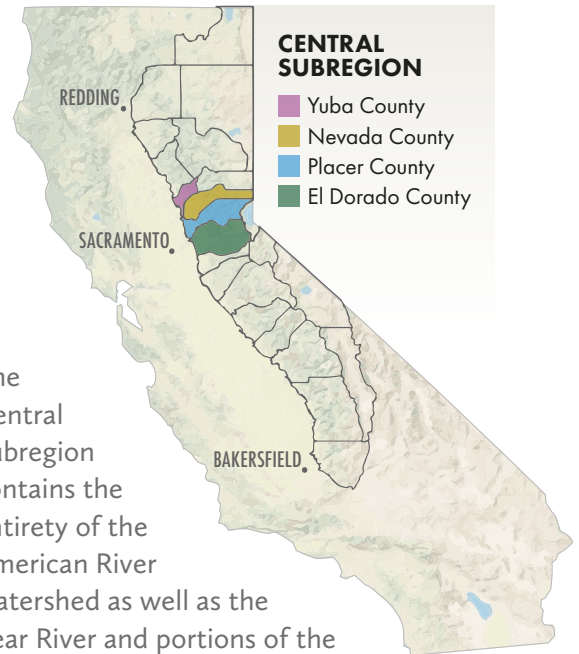 CENTRAL
SUBREGION
Yuba County
Nevada County
Placer County
El Dorado County
REDDING
SACRAMENTO
BAKERSFIELD
he
entral
ubregion
ontains the
ntirety of the
merican River
atershed as well as the
ear River and portions of the